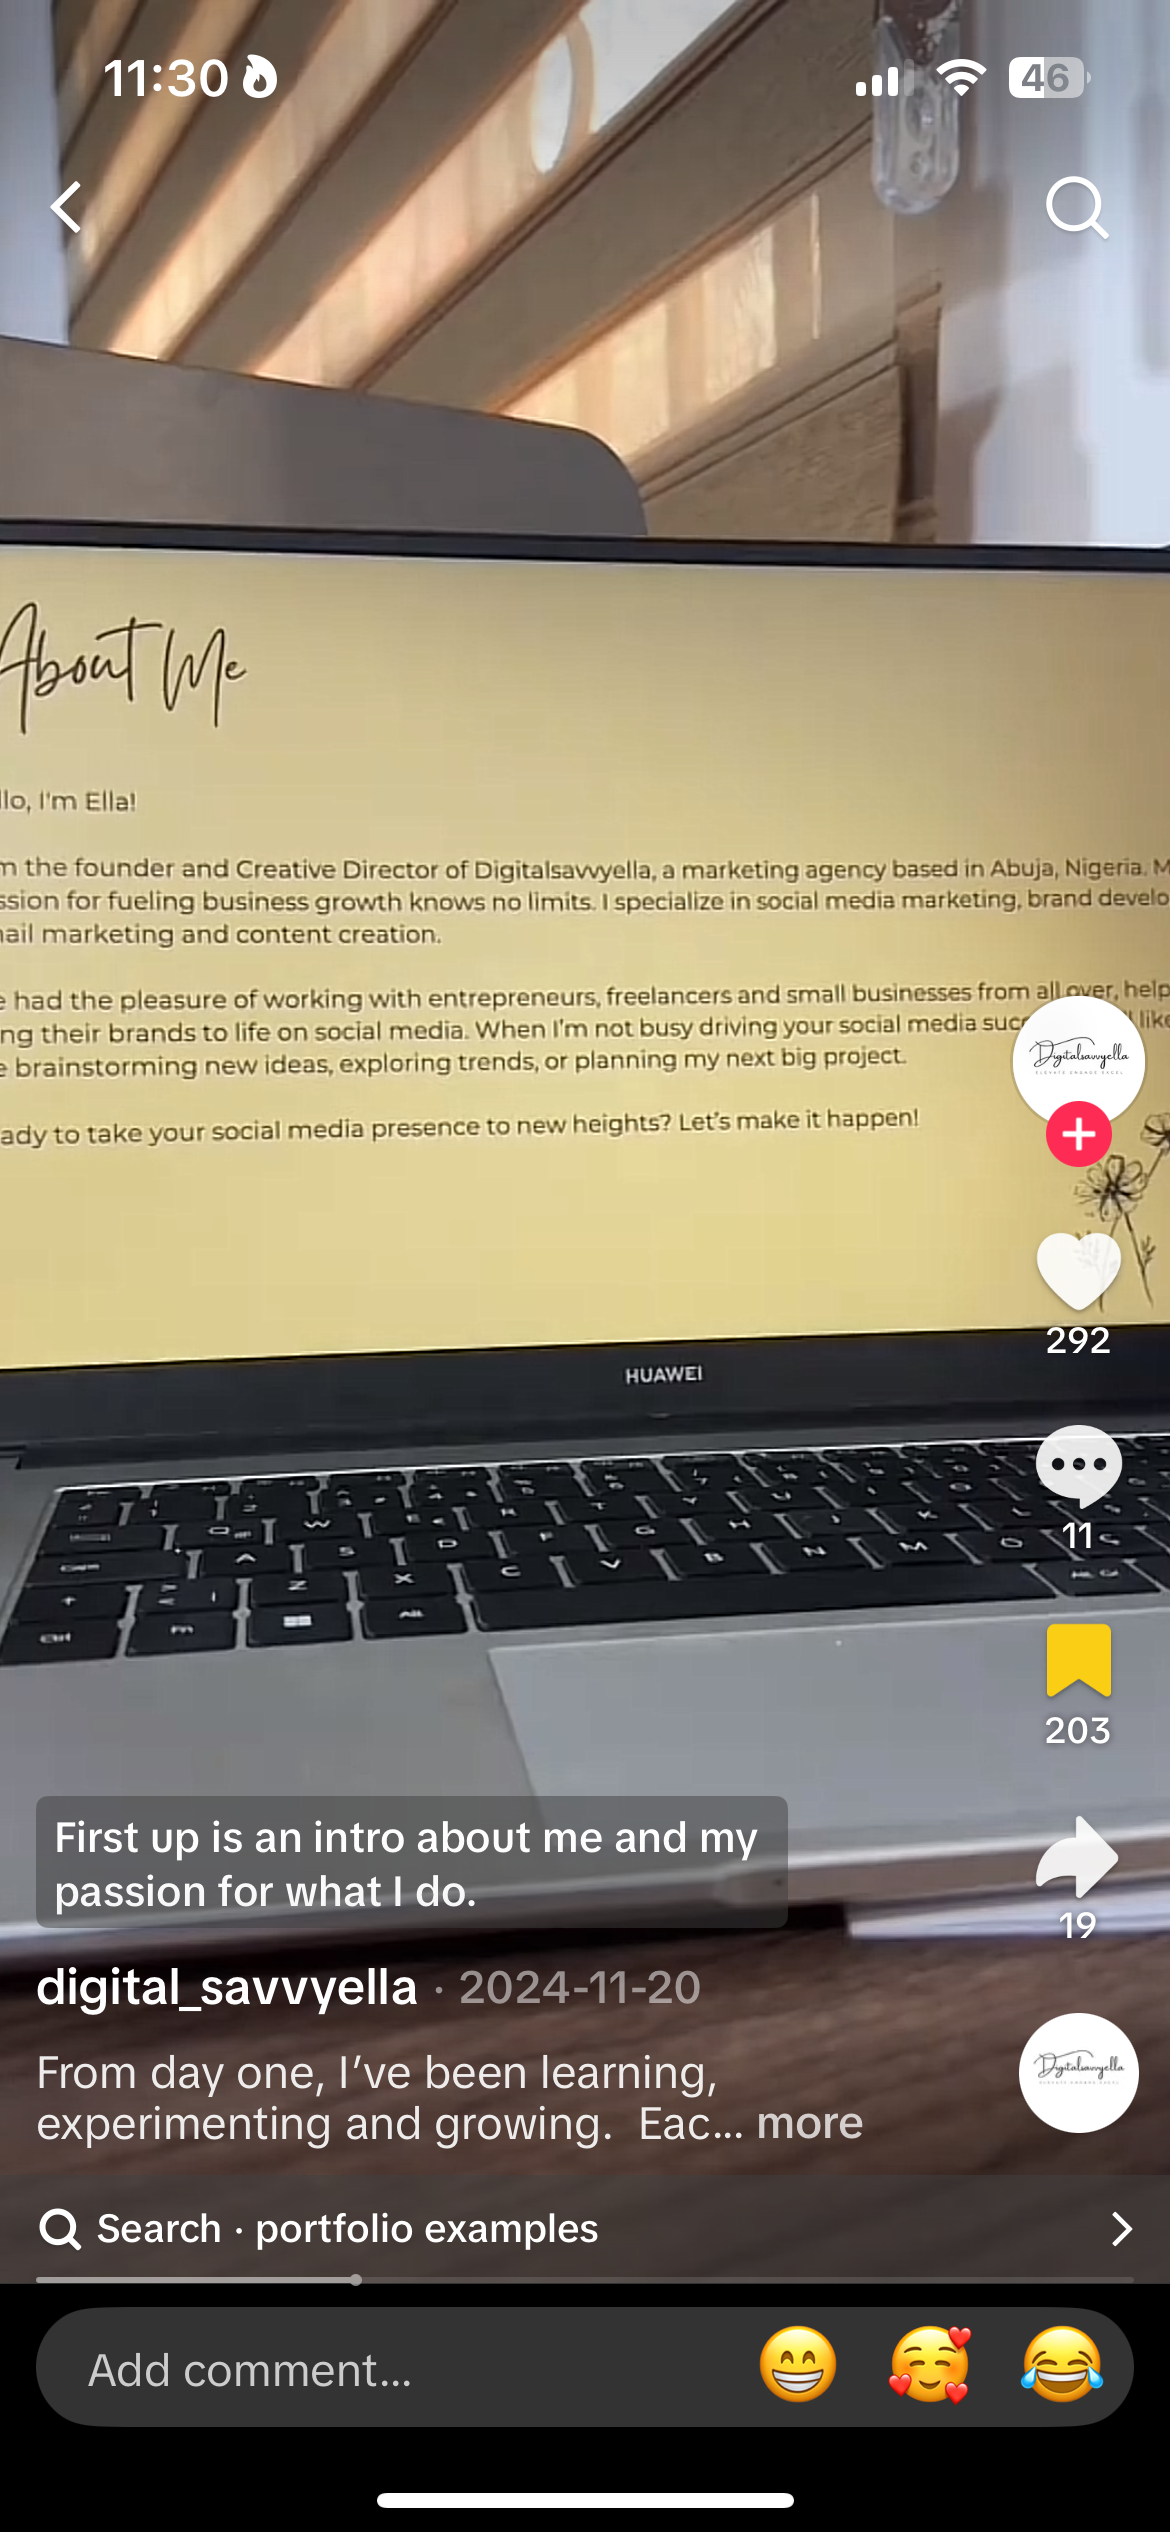 11:30
46
About Me
llo, I'm Ella!
m the founder and Creative Director of Digitalsavvyella, a marketing agency based in Abuja, Nigeria. M
ssion for fueling business growth knows no limits. I specialize in social media marketing, brand develo
ail marketing and content creation.
e had the pleasure of working with entrepreneurs, freelancers and small businesses from all over, help
ng their brands to life on social media. When I'm not busy driving your social media succ like
e brainstorming new ideas, exploring trends, or planning my next big project.
ady to take your social media presence to new heights? Let's make it happen!
Digitalsavvyella
292
HUAWEI
11
203
First up is an intro about me and my
passion for what I do.
19
digital_savvyella · 2024-11-20
From day one, I've been learning,
experimenting and growing. Eac... more
Digitalsavvyella
Search · portfolio examples
Add comment...